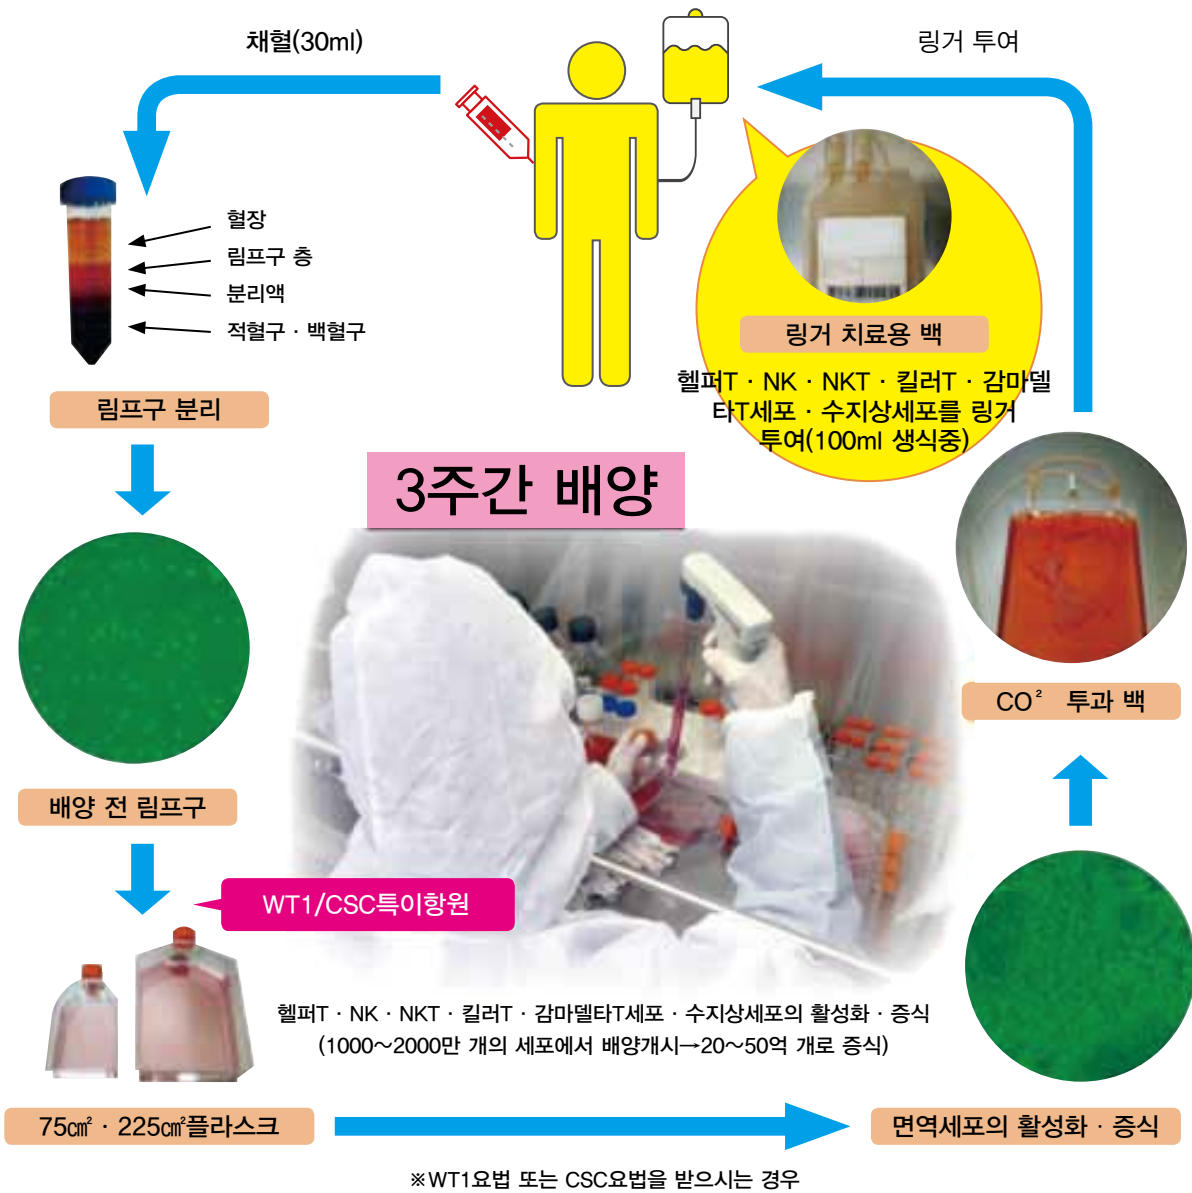 채혈(30ml)
링거 투여
혈장
림프구 층
분리액
적혈구 · 백혈구
림프구 분리
링거 치료용 백
헬퍼T · NK · NKT · 킬러T · 감마델
타T세포 · 수지상세포를 링거
투여(100ml 생식중)
3주간 배양
CO² 투과 백
배양 전 림프구
WT1/CSC특이항원
헬퍼T · NK · NKT · 킬러T · 감마델타T세포 · 수지상세포의 활성화 · 증식
(1000～2000만 개의 세포에서 배양개시→20～50억 개로 증식)
75㎠ · 225㎠플라스크
면역세포의 활성화 · 증식
※WT1요법 또는 CSC요법을 받으시는 경우